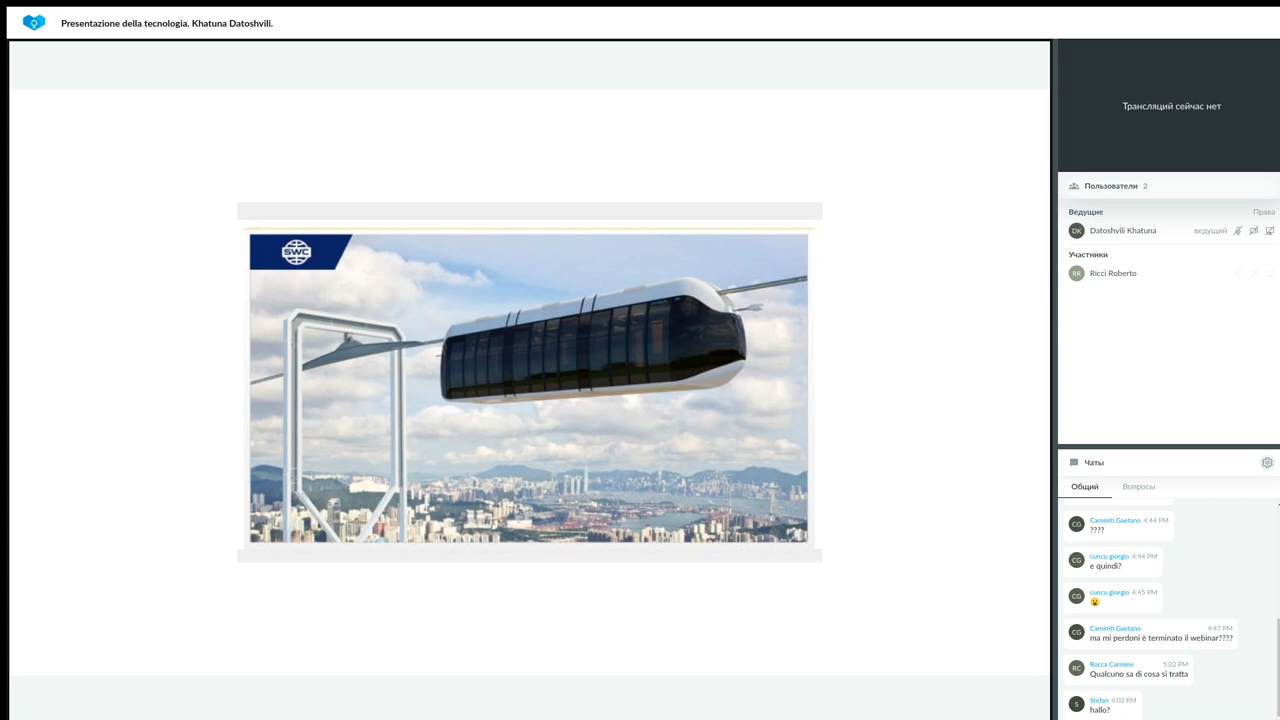 Presentazione della tecnologia. Khatuna Datoshvili.
SWC
Трансляций сейчас нет
Пользователи 2
Ведущие Права
DK Datoshvili Khatuna ведущий
Участники
RR Ricci Roberto
Чаты
Общий Вопросы
CG Caminiti Gaetano 4:44 PM
????
CG cuncu giorgio 4:44 PM
e quindi?
CG cuncu giorgio 4:45 PM
😮
CG Caminiti Gaetano 4:47 PM
ma mi perdoni è terminato il webinar????
RC Rocca Carmine 5:02 PM
Qualcuno sa di cosa si tratta
S Stefan 4:02 PM
hallo?